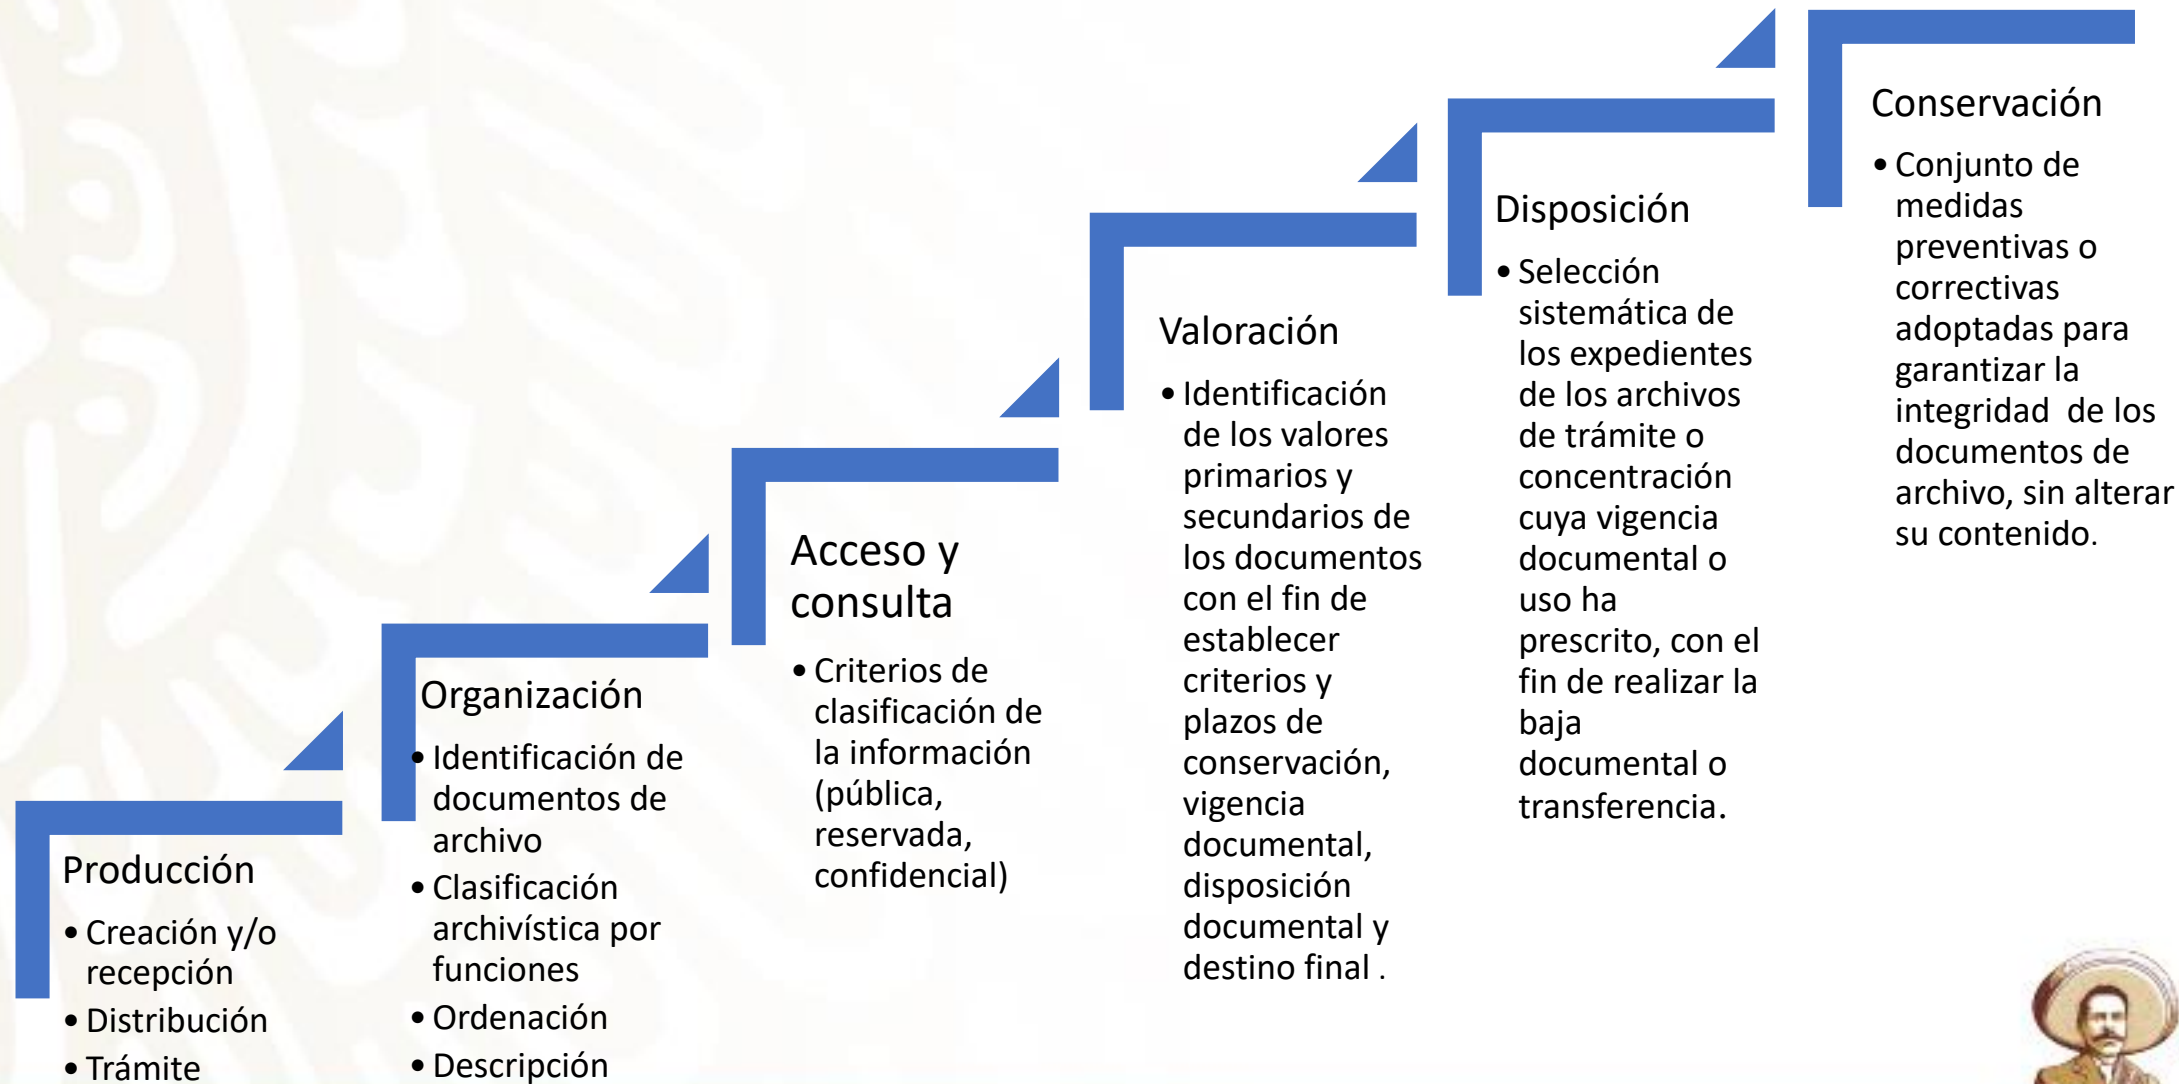 Producción
• Creación y/o
recepción
• Distribución
• Trámite
Organización
• Identificación de
documentos de
archivo
• Clasificación
archivística por
funciones
• Ordenación
• Descripción
Acceso y
consulta
• Criterios de
clasificación de
la información
(pública,
reservada,
confidencial)
Valoración
• Identificación
de los valores
primarios y
secundarios de
los documentos
con el fin de
establecer
criterios y
plazos de
conservación,
vigencia
documental,
disposición
documental y
destino final .
Disposición
• Selección
sistemática de
los expedientes
de los archivos
de trámite o
concentración
cuya vigencia
documental o
uso ha
prescrito, con el
fin de realizar la
baja
documental o
transferencia.
Conservación
• Conjunto de
medidas
preventivas o
correctivas
adoptadas para
garantizar la
integridad  de los
documentos de
archivo, sin alterar
su contenido.